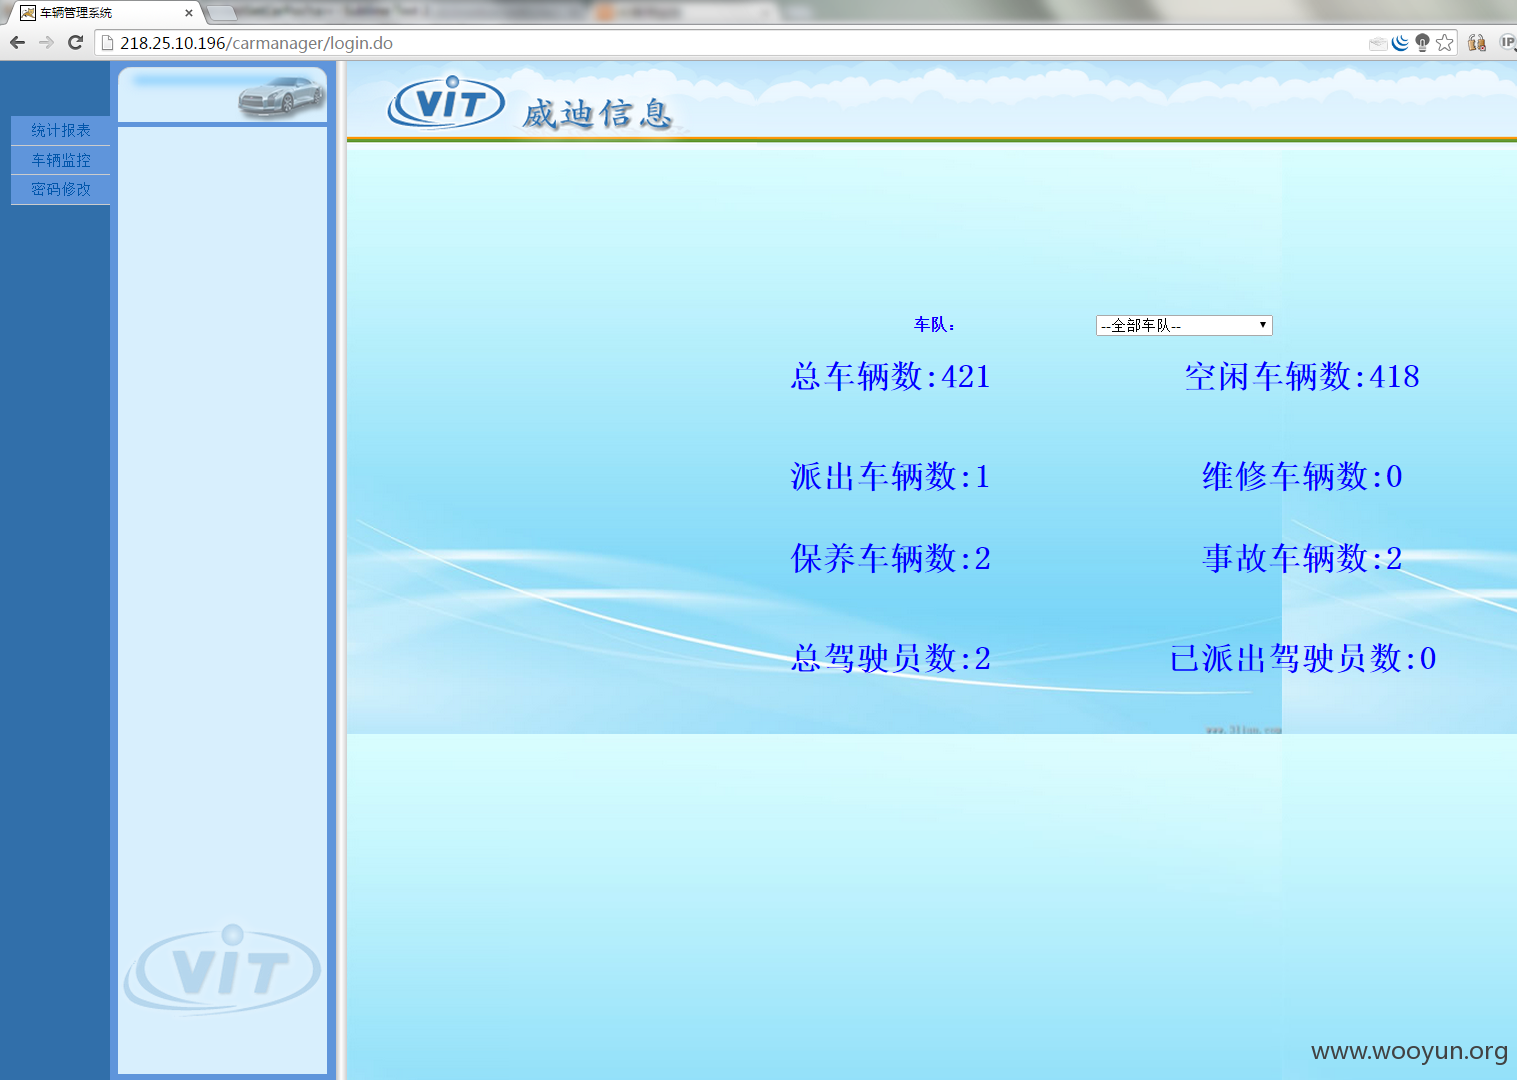 车辆管理系统
218.25.10.196/carmanager/login.do
统计报表
车辆监控
密码修改
ViT 威迪信息
车队：
--全部车队--
总车辆数:421
空闲车辆数:418
派出车辆数:1
维修车辆数:0
保养车辆数:2
事故车辆数:2
总驾驶员数:2
已派出驾驶员数:0
ViT
www.wooyun.org